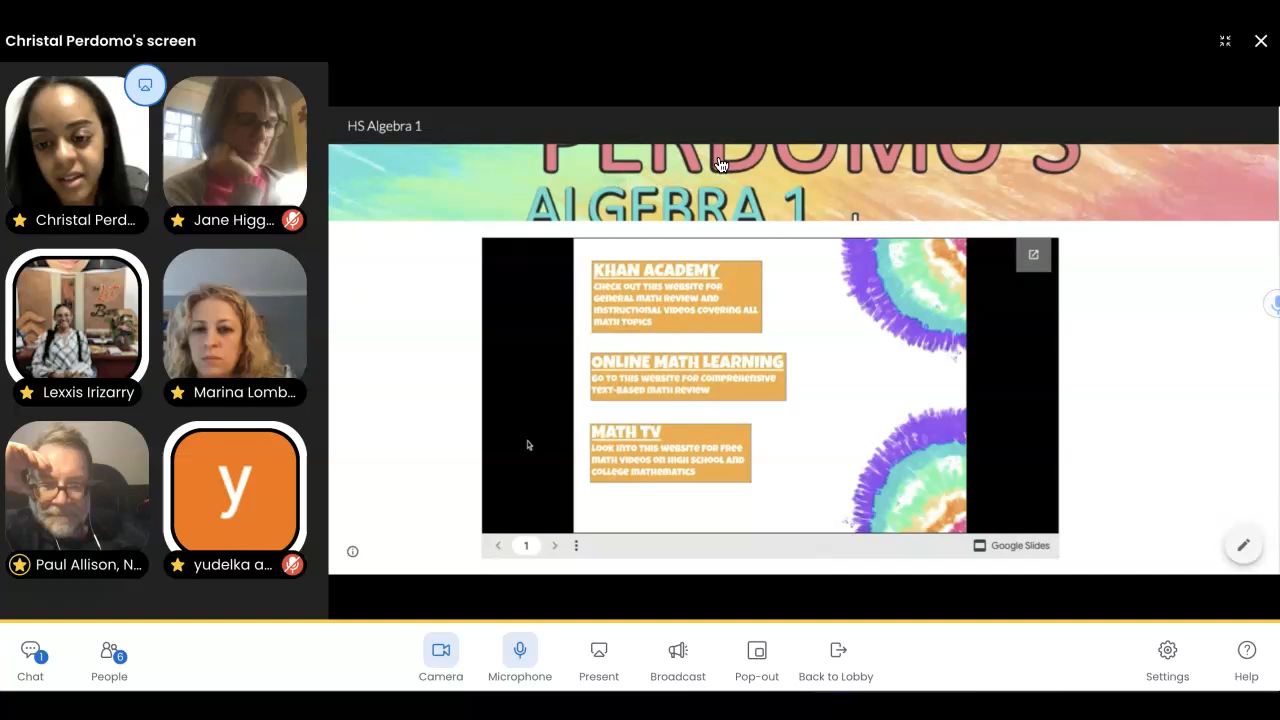 Christal Perdomo's screen
Christal Perd...
Jane Higg...
Lexxis Irizarry
Marina Lomb...
Paul Allison, N...
y
yudelka a...
HS Algebra 1
PERDOMO'S
ALGEBRA 1
KHAN ACADEMY
CHECK OUT THIS WEBSITE FOR
GENERAL MATH REVIEW AND
INSTRUCTIONAL VIDEOS COVERING ALL
MATH TOPICS
ONLINE MATH LEARNING
GO TO THIS WEBSITE FOR COMPREHENSIVE
TEXT-BASED MATH REVIEW
MATH TV
LOOK INTO THIS WEBSITE FOR FREE
MATH VIDEOS ON HIGH SCHOOL AND
COLLEGE MATHEMATICS
1
Google Slides
1
Chat
6
People
Camera
Microphone
Present
Broadcast
Pop-out
Back to Lobby
Settings
Help